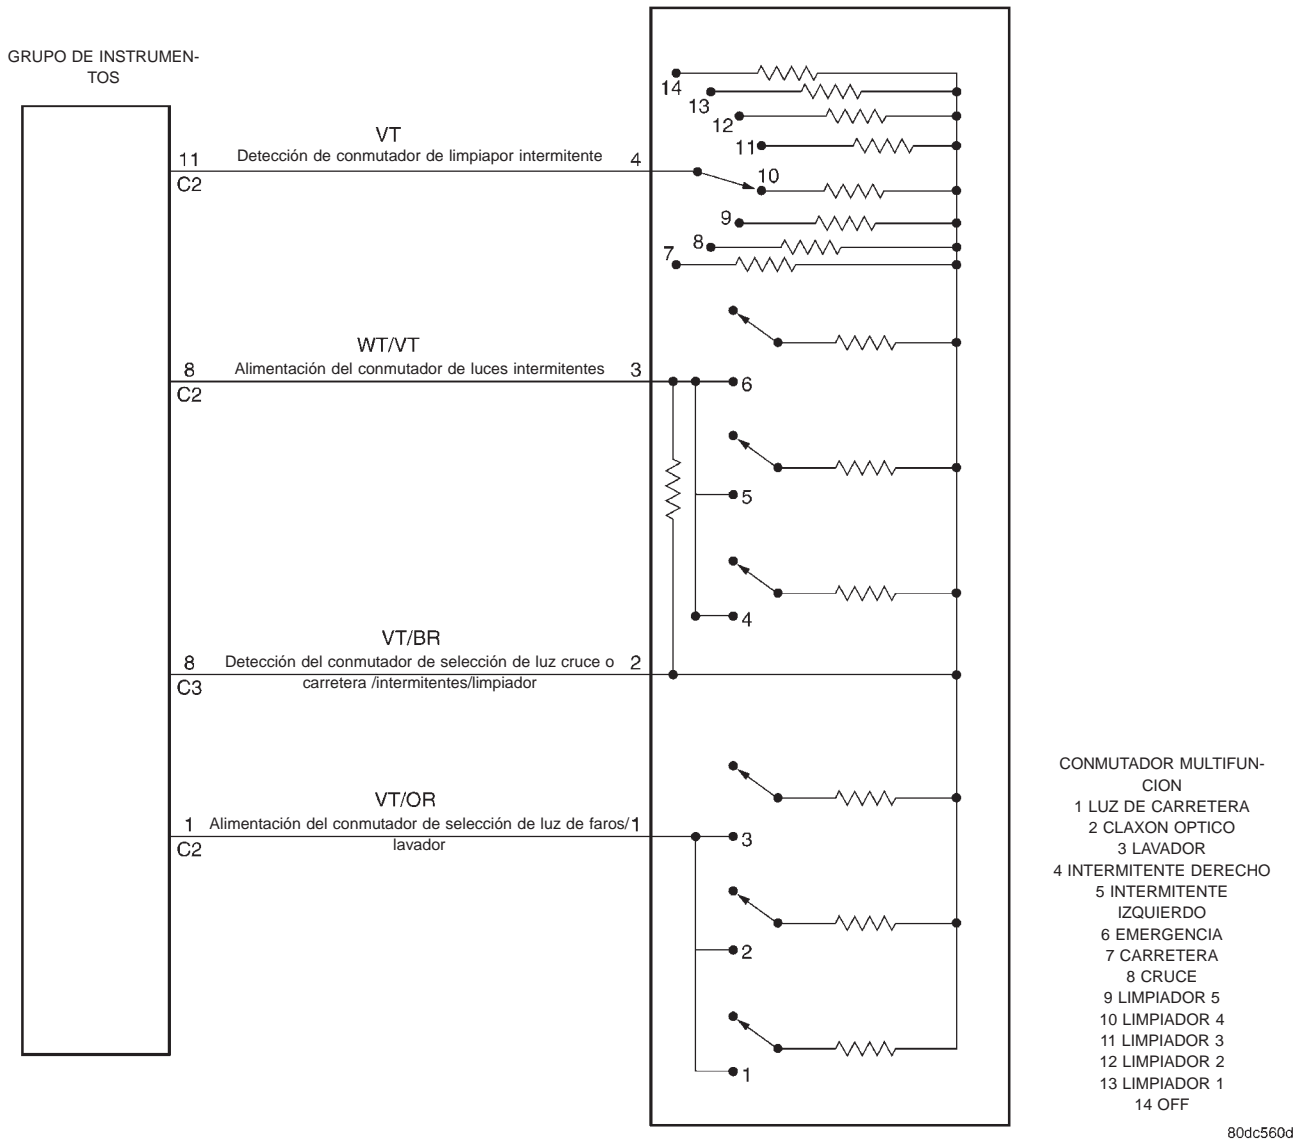 GRUPO DE INSTRUMEN-
TOS
14
13
12
11
10
9
8
7
11
C2
VT
Detección de conmutador de limpiapor intermitente
4
8
C2
WT/VT
Alimentación del conmutador de luces intermitentes
3
6
5
4
8
C3
VT/BR
Detección del conmutador de selección de luz cruce o
carretera /intermitentes/limpiador
2
1
C2
VT/OR
Alimentación del conmutador de selección de luz de faros/
lavador
1
3
2
1
CONMUTADOR MULTIFUN-
CION
1 LUZ DE CARRETERA
2 CLAXON OPTICO
3 LAVADOR
4 INTERMITENTE DERECHO
5 INTERMITENTE
IZQUIERDO
6 EMERGENCIA
7 CARRETERA
8 CRUCE
9 LIMPIADOR 5
10 LIMPIADOR 4
11 LIMPIADOR 3
12 LIMPIADOR 2
13 LIMPIADOR 1
14 OFF
80dc560d